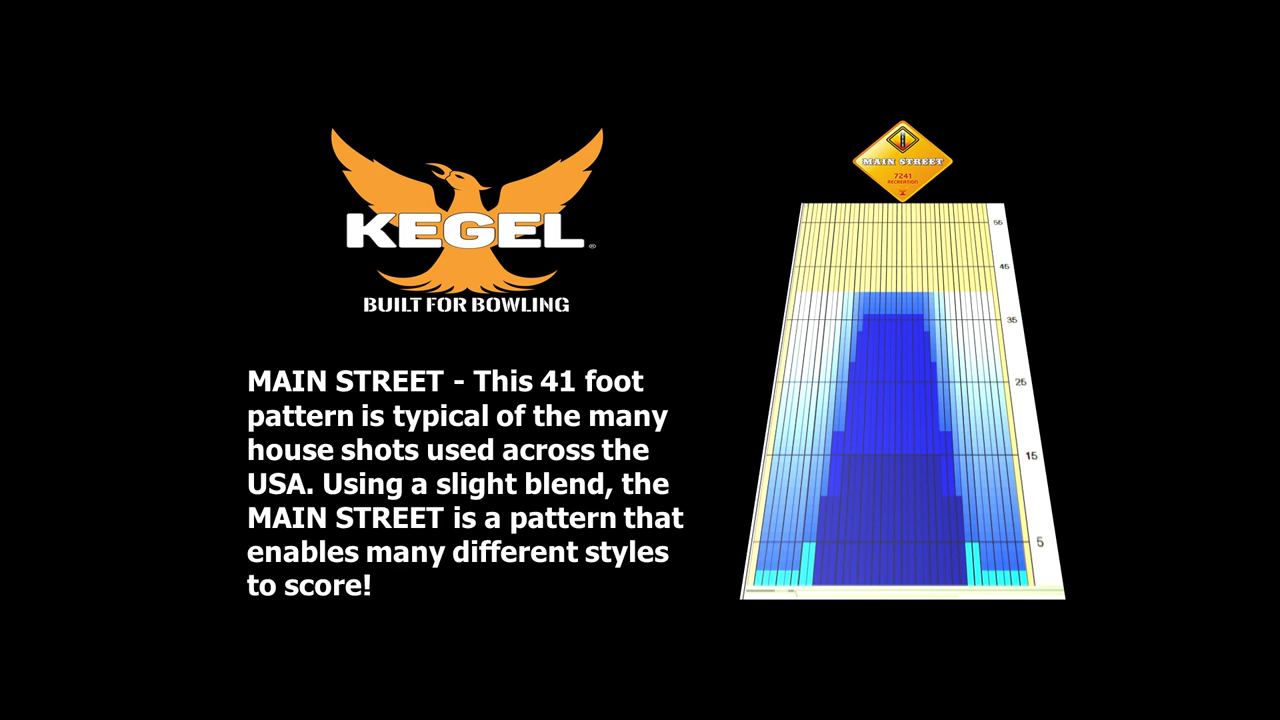 KEGEL
BUILT FOR BOWLING
MAIN STREET - This 41 foot
pattern is typical of the many
house shots used across the
USA. Using a slight blend, the
MAIN STREET is a pattern that
enables many different styles
to score!
MAIN STREET
7241
RECREATION
55
45
35
25
15
5